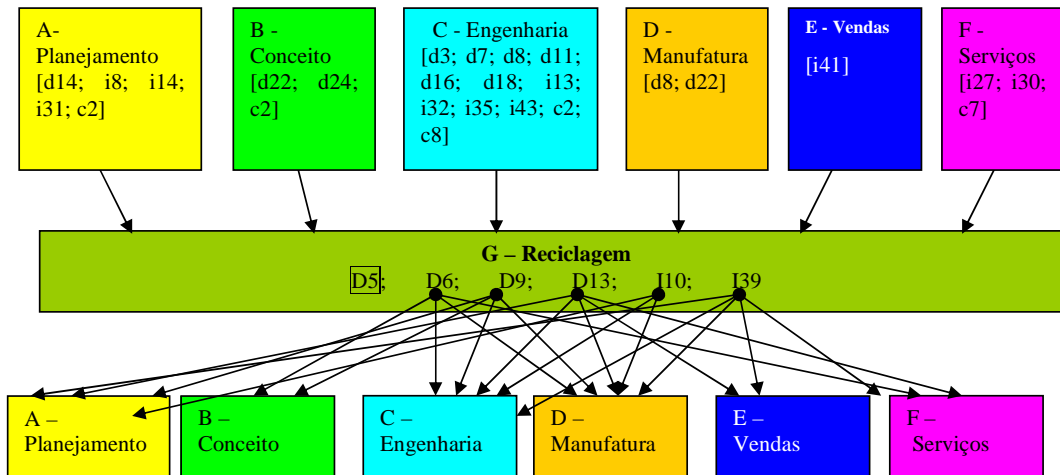 A-
Planejamento
[d14; i8; i14;
i31; c2]
B -
Conceito
[d22; d24;
c2]
C - Engenharia
[d3; d7; d8; d11;
d16; d18; i13;
i32; i35; i43; c2;
c8]
D -
Manufatura
[d8; d22]
E - Vendas
[i41]
F -
Serviços
[i27; i30;
c7]
G – Reciclagem
D5; D6; D9; D13; I10; I39
A –
Planejamento
B –
Conceito
C –
Engenharia
D –
Manufatura
E –
Vendas
F –
Serviços